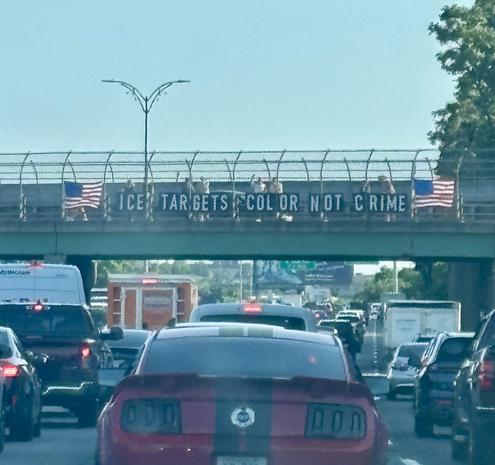 ICE TARGETS COLOR NOT CRIME